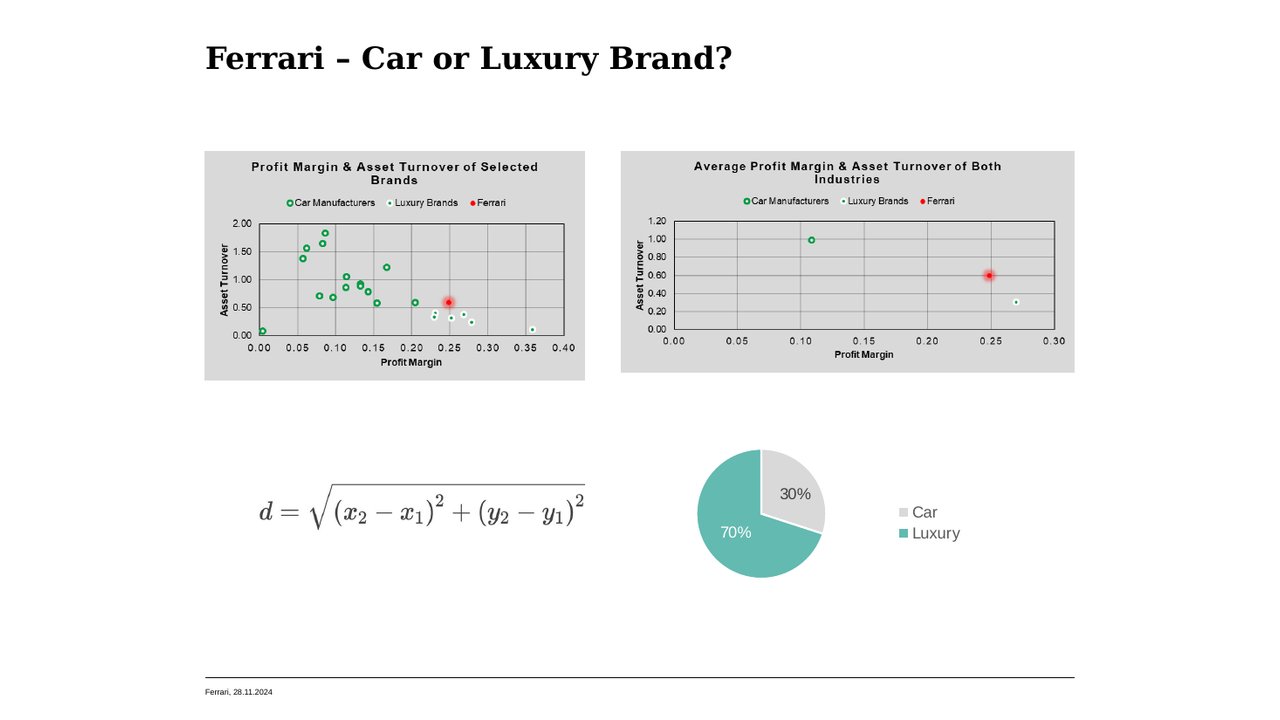 Ferrari – Car or Luxury Brand?
Profit Margin & Asset Turnover of Selected
Brands
Car Manufacturers Luxury Brands Ferrari
2.00
1.50
1.00
0.50
0.00
Asset Turnover
0.00 0.05 0.10 0.15 0.20 0.25 0.30 0.35 0.40
Profit Margin
Average Profit Margin & Asset Turnover of Both
Industries
Car Manufacturers Luxury Brands Ferrari
1.20
1.00
0.80
0.60
0.40
0.20
0.00
Asset Turnover
0.00 0.05 0.10 0.15 0.20 0.25 0.30
Profit Margin
d = √(x₂ − x₁)² + (y₂ − y₁)²
30%
70%
Car
Luxury
Ferrari, 28.11.2024